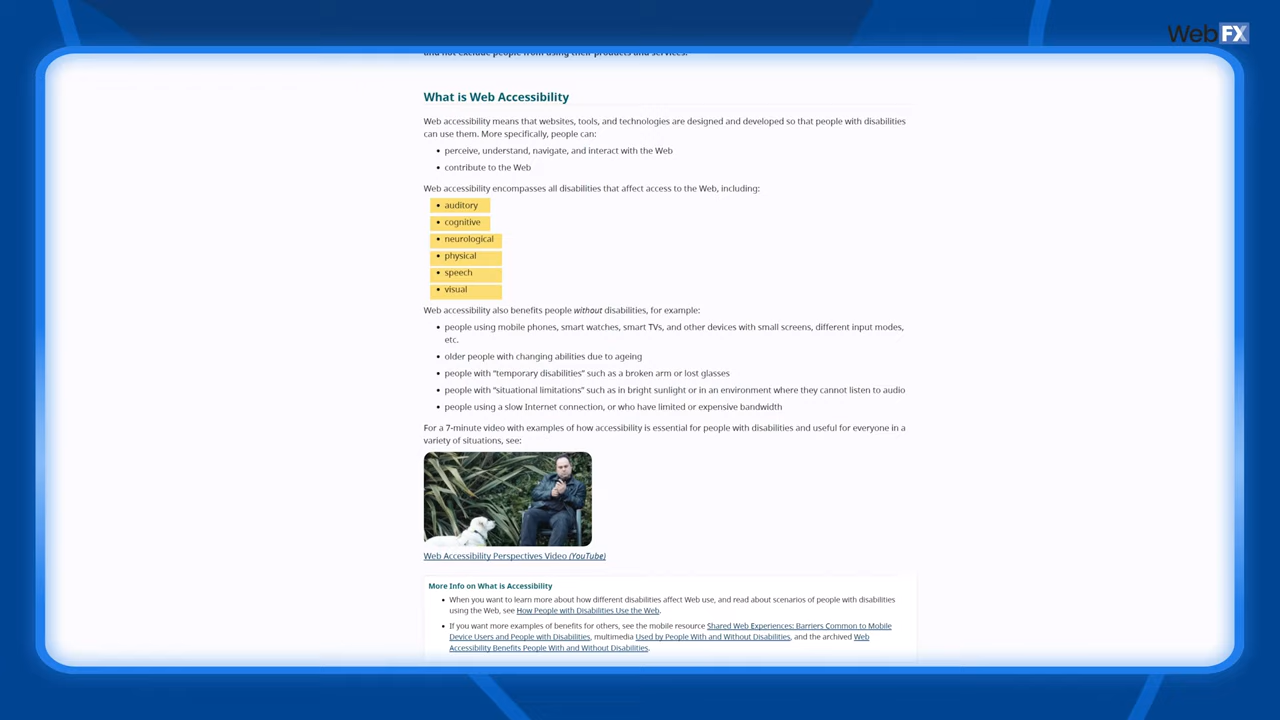 WebFX
and not exclude people from using their products and services.
What is Web Accessibility
Web accessibility means that websites, tools, and technologies are designed and developed so that people with disabilities
can use them. More specifically, people can:
• perceive, understand, navigate, and interact with the Web
• contribute to the Web
Web accessibility encompasses all disabilities that affect access to the Web, including:
• auditory
• cognitive
• neurological
• physical
• speech
• visual
Web accessibility also benefits people without disabilities, for example:
• people using mobile phones, smart watches, smart TVs, and other devices with small screens, different input modes,
etc.
• older people with changing abilities due to ageing
• people with “temporary disabilities” such as a broken arm or lost glasses
• people with “situational limitations” such as in bright sunlight or in an environment where they cannot listen to audio
• people using a slow Internet connection, or who have limited or expensive bandwidth
For a 7-minute video with examples of how accessibility is essential for people with disabilities and useful for everyone in a
variety of situations, see:
Web Accessibility Perspectives Video (YouTube)
More Info on What is Accessibility
• When you want to learn more about how different disabilities affect Web use, and read about scenarios of people with disabilities
using the Web, see How People with Disabilities Use the Web.
• If you want more examples of benefits for others, see the mobile resource Shared Web Experiences: Barriers Common to Mobile
Device Users and People with Disabilities, multimedia Used by People With and Without Disabilities, and the archived Web
Accessibility Benefits People With and Without Disabilities.